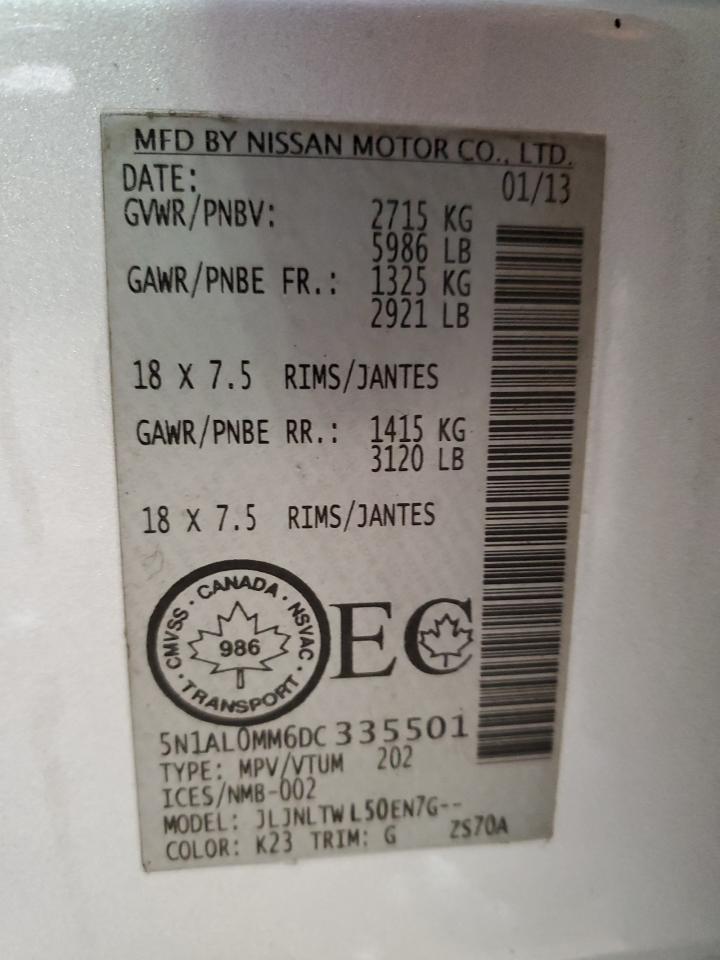 MFD BY NISSAN MOTOR CO., LTD.
DATE: 01/13
GVWR/PNBV: 2715 KG
5986 LB
GAWR/PNBE FR.: 1325 KG
2921 LB
18 X 7.5 RIMS/JANTES
GAWR/PNBE RR.: 1415 KG
3120 LB
18 X 7.5 RIMS/JANTES
CMVSS · CANADA · NSVAC · TRANSPORT ·
986
EC
5N1AL0MM6DC335501
TYPE: MPV/VTUM 202
ICES/NMB-002
MODEL: JLJNLTWL50EN7G--
COLOR: K23 TRIM: G ZS70A